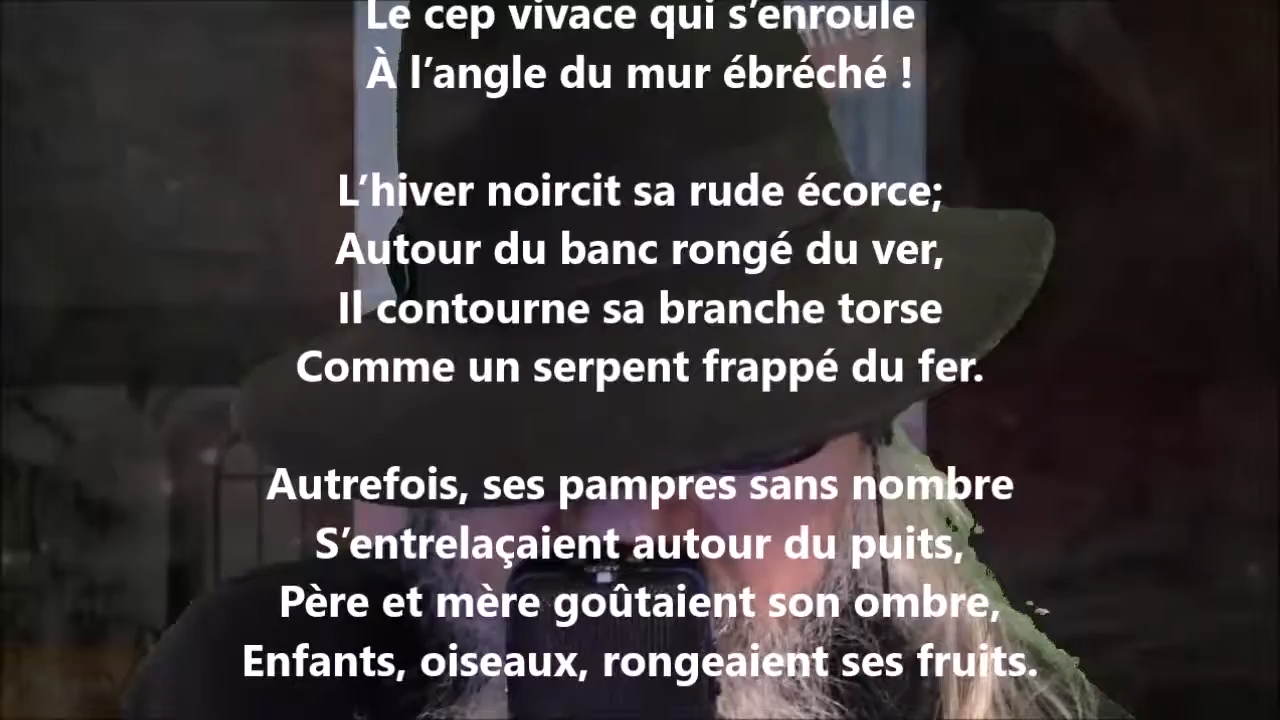 Le cep vivace qui s’enroule
À l’angle du mur ébréché !
L’hiver noircit sa rude écorce;
Autour du banc rongé du ver,
Il contourne sa branche torse
Comme un serpent frappé du fer.
Autrefois, ses pampres sans nombre
S’entrelaçaient autour du puits,
Père et mère goûtaient son ombre,
Enfants, oiseaux, rongeaient ses fruits.